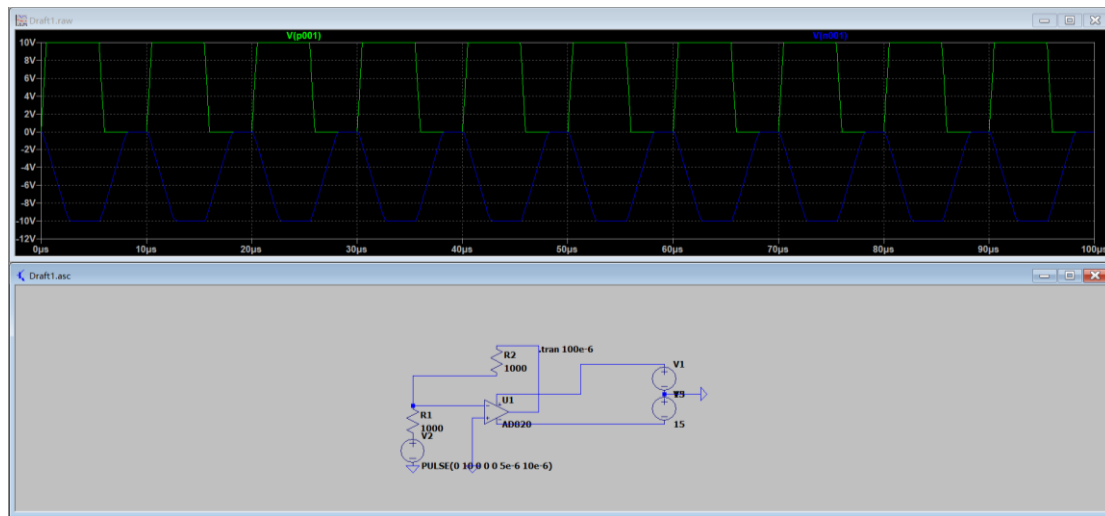 Draft1.raw
V(p001) V(n001)
10V
8V
6V
4V
2V
0V
-2V
-4V
-6V
-8V
-10V
-12V
0µs 10µs 20µs 30µs 40µs 50µs 60µs 70µs 80µs 90µs 100µs
Draft1.asc
R2
1000
.tran 100e-6
V1
U1
R1
1000
AD820
15
V2
PULSE(0 10 0 0 0 5e-6 10e-6)